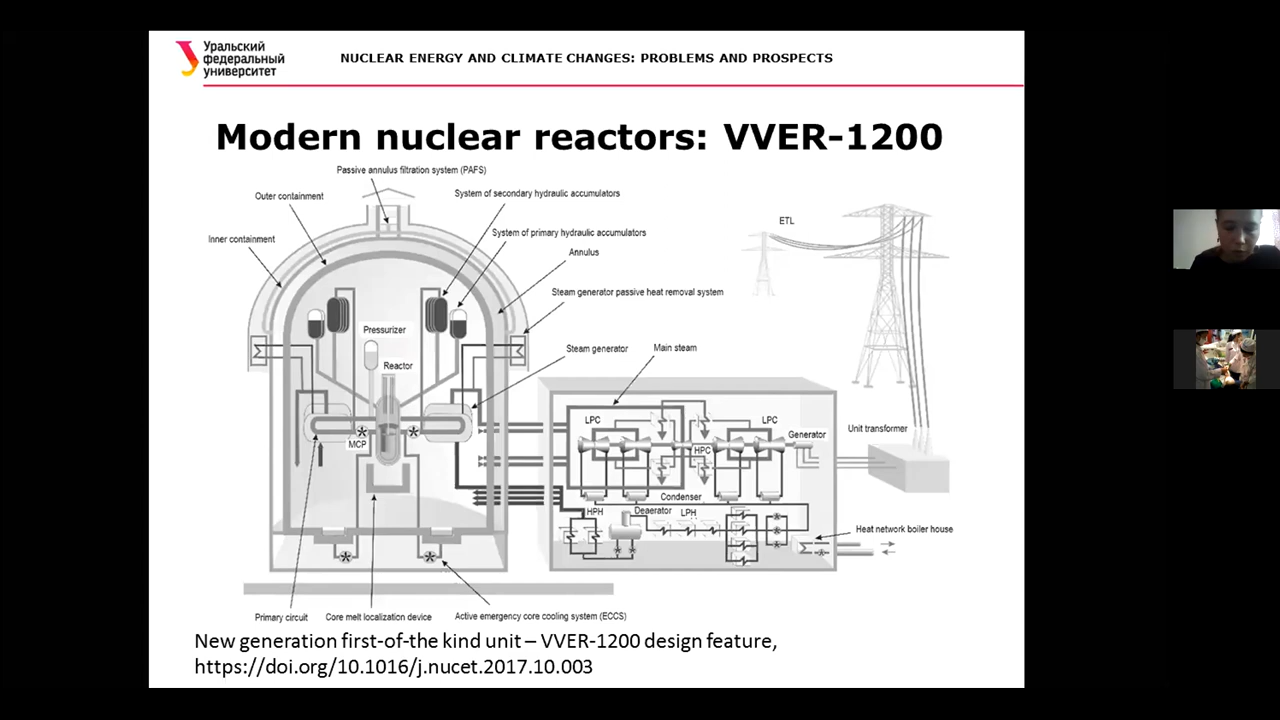 Уральский
федеральный
университет
NUCLEAR ENERGY AND CLIMATE CHANGES: PROBLEMS AND PROSPECTS
Modern nuclear reactors: VVER-1200
Passive annulus filtration system (PAFS)
Outer containment
System of secondary hydraulic accumulators
Inner containment
System of primary hydraulic accumulators
Annulus
ETL
Steam generator passive heat removal system
Pressurizer
Steam generator
Main steam
Reactor
LPC
LPC
MCP
HPC
Generator
Unit transformer
Condenser
HPH
Deaerator
LPH
Heat network boiler house
Primary circuit
Core melt localization device
Active emergency core cooling system (ECCS)
New generation first-of-the kind unit – VVER-1200 design feature,
https://doi.org/10.1016/j.nucet.2017.10.003